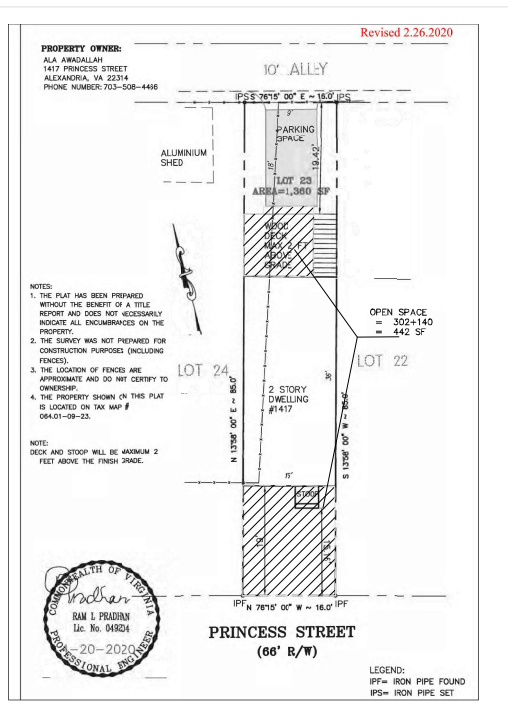 Revised 2.26.2020
PROPERTY OWNER:
ALA AWADALLAH
1417 PRINCESS STREET
ALEXANDRIA, VA 22314
PHONE NUMBER: 703-508-4466
10' ALLEY
IPS S 76°15' 00" E ~ 16.0' IPS
9'
PARKING
SPACE
18'
19.42'
ALUMINIUM
SHED
LOT 23
AREA=1,360 SF
WOOD
DECK
MAX 2 FT
ABOVE
GRADE
NOTES:
1. THE PLAT HAS BEEN PREPARED
WITHOUT THE BENEFIT OF A TITLE
REPORT AND DOES NOT NECESSARILY
INDICATE ALL ENCUMBRANCES ON THE
PROPERTY.
2. THE SURVEY WAS NOT PREPARED FOR
CONSTRUCTION PURPOSES (INCLUDING
FENCES).
3. THE LOCATION OF FENCES ARE
APPROXIMATE AND DO NOT CERTIFY TO
OWNERSHIP.
4. THE PROPERTY SHOWN ON THIS PLAT
IS LOCATED ON TAX MAP #
064.01-09-23.
NOTE:
DECK AND STOOP WILL BE MAXIMUM 2
FEET ABOVE THE FINISH GRADE.
OPEN SPACE
= 302+140
= 442 SF
LOT 24
LOT 22
N 13°58' 00" E ~ 85.0'
2 STORY
DWELLING
#1417
36'
S 13°58' 00" W ~ 85.0'
15'
STOOP
19'
COMMONWEALTH OF VIRGINIA
Pradhan
RAM L PRADHAN
Lic. No. 049204
-20-2020
PROFESSIONAL ENGINEER
IPF N 76°15' 00" W ~ 16.0' IPF
PRINCESS STREET
(66' R/W)
LEGEND:
IPF= IRON PIPE FOUND
IPS= IRON PIPE SET